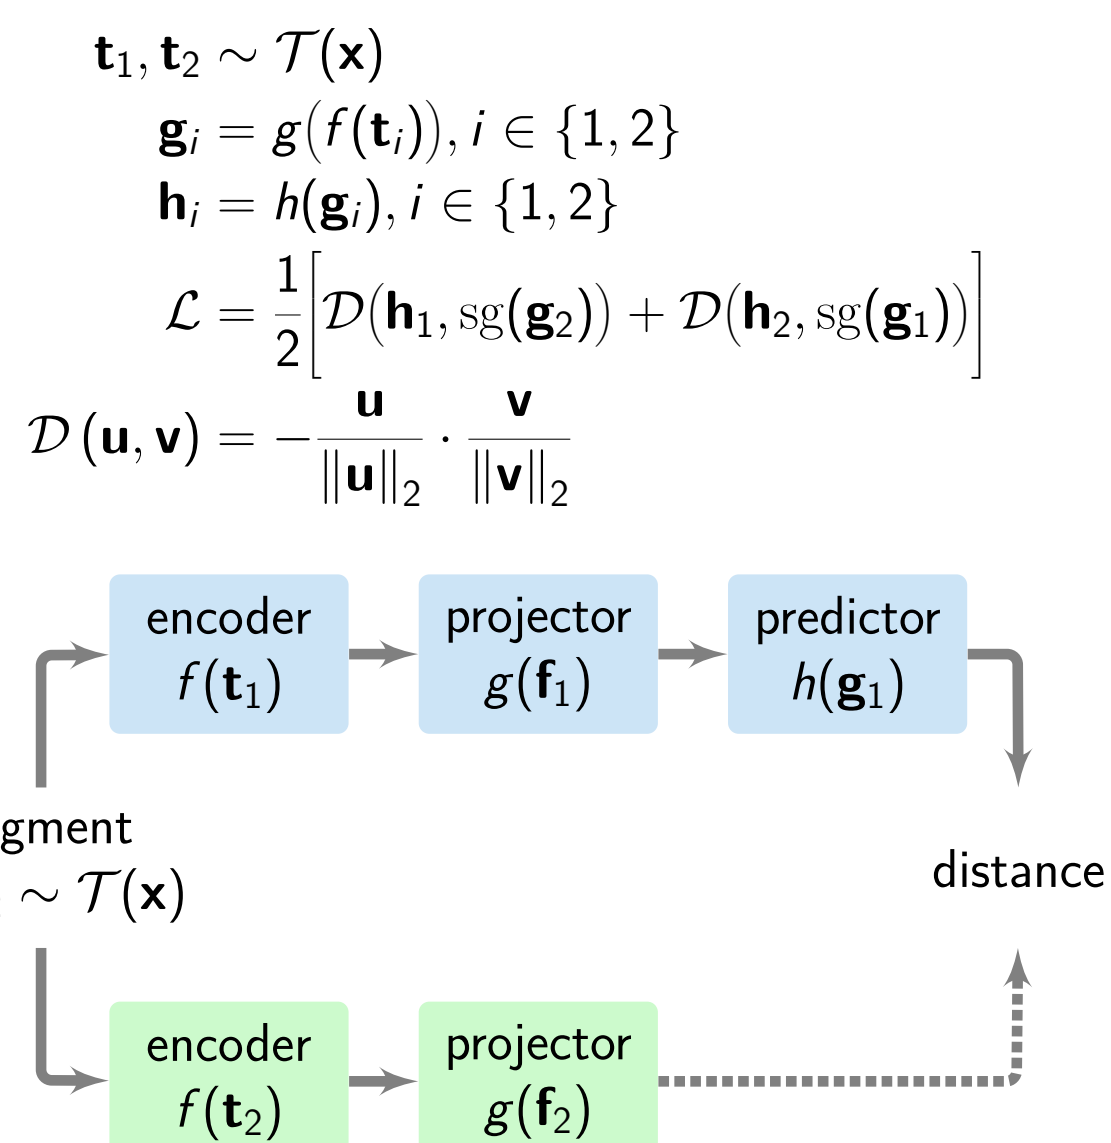 t₁, t₂ ∼ 𝒯(x)
gᵢ = g(f(tᵢ)), i ∈ {1, 2}
hᵢ = h(gᵢ), i ∈ {1, 2}
ℒ = 1/2 [𝒟(h₁, sg(g₂)) + 𝒟(h₂, sg(g₁))]
𝒟(u, v) = − u/‖u‖₂ · v/‖v‖₂
encoder
f(t₁)
projector
g(f₁)
predictor
h(g₁)
gment
∼ 𝒯(x)
distance
encoder
f(t₂)
projector
g(f₂)